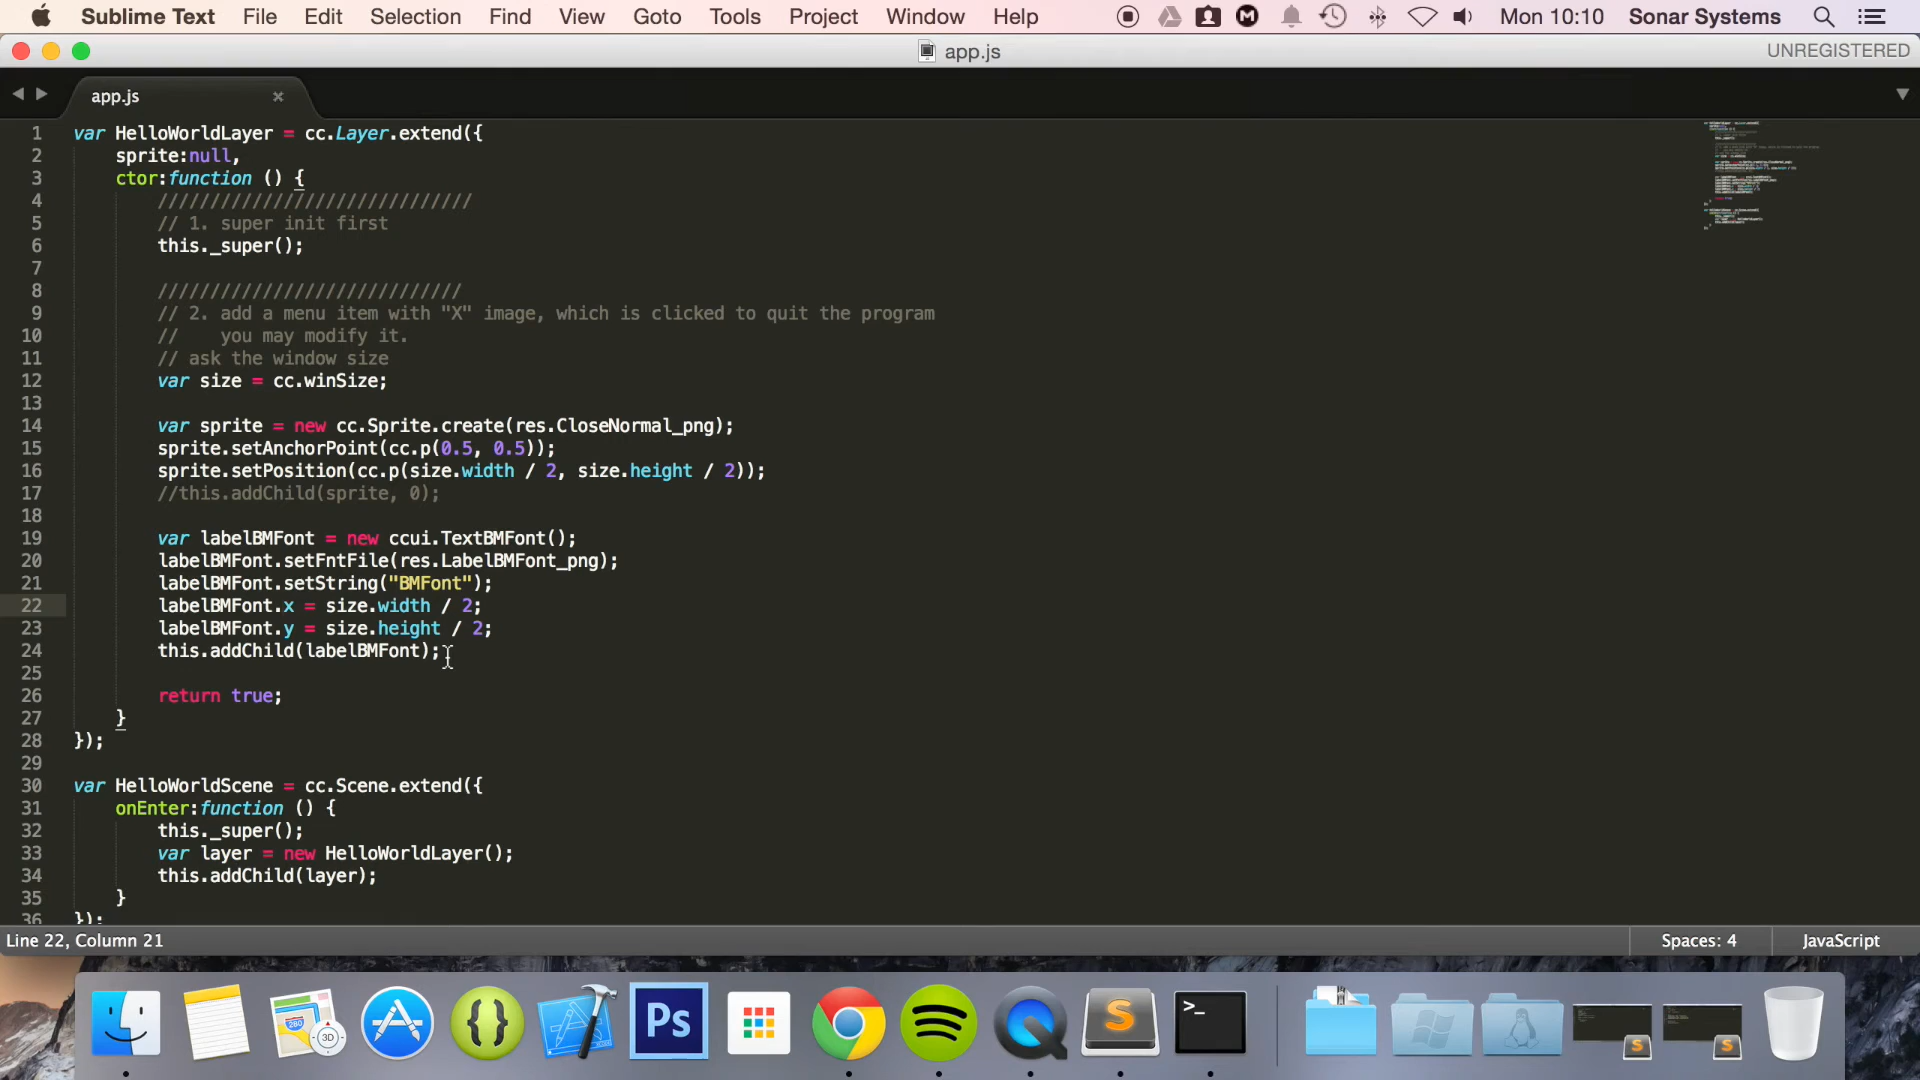 Sublime Text File Edit Selection Find View Goto Tools Project Window Help Mon 10:10 Sonar Systems
app.js UNREGISTERED
app.js
1 var HelloWorldLayer = cc.Layer.extend({
2 sprite:null,
3 ctor:function () {
4 //////////////////////////////
5 // 1. super init first
6 this._super();
7
8 /////////////////////////////
9 // 2. add a menu item with "X" image, which is clicked to quit the program
10 //    you may modify it.
11 // ask the window size
12 var size = cc.winSize;
13
14 var sprite = new cc.Sprite.create(res.CloseNormal_png);
15 sprite.setAnchorPoint(cc.p(0.5, 0.5));
16 sprite.setPosition(cc.p(size.width / 2, size.height / 2));
17 //this.addChild(sprite, 0);
18
19 var labelBMFont = new ccui.TextBMFont();
20 labelBMFont.setFntFile(res.LabelBMFont_png);
21 labelBMFont.setString("BMFont");
22 labelBMFont.x = size.width / 2;
23 labelBMFont.y = size.height / 2;
24 this.addChild(labelBMFont);
25
26 return true;
27 }
28 });
29
30 var HelloWorldScene = cc.Scene.extend({
31 onEnter:function () {
32 this._super();
33 var layer = new HelloWorldLayer();
34 this.addChild(layer);
35 }
36 });
Line 22, Column 21 Spaces: 4 JavaScript
280
3D
Ps
S
>_
S
S